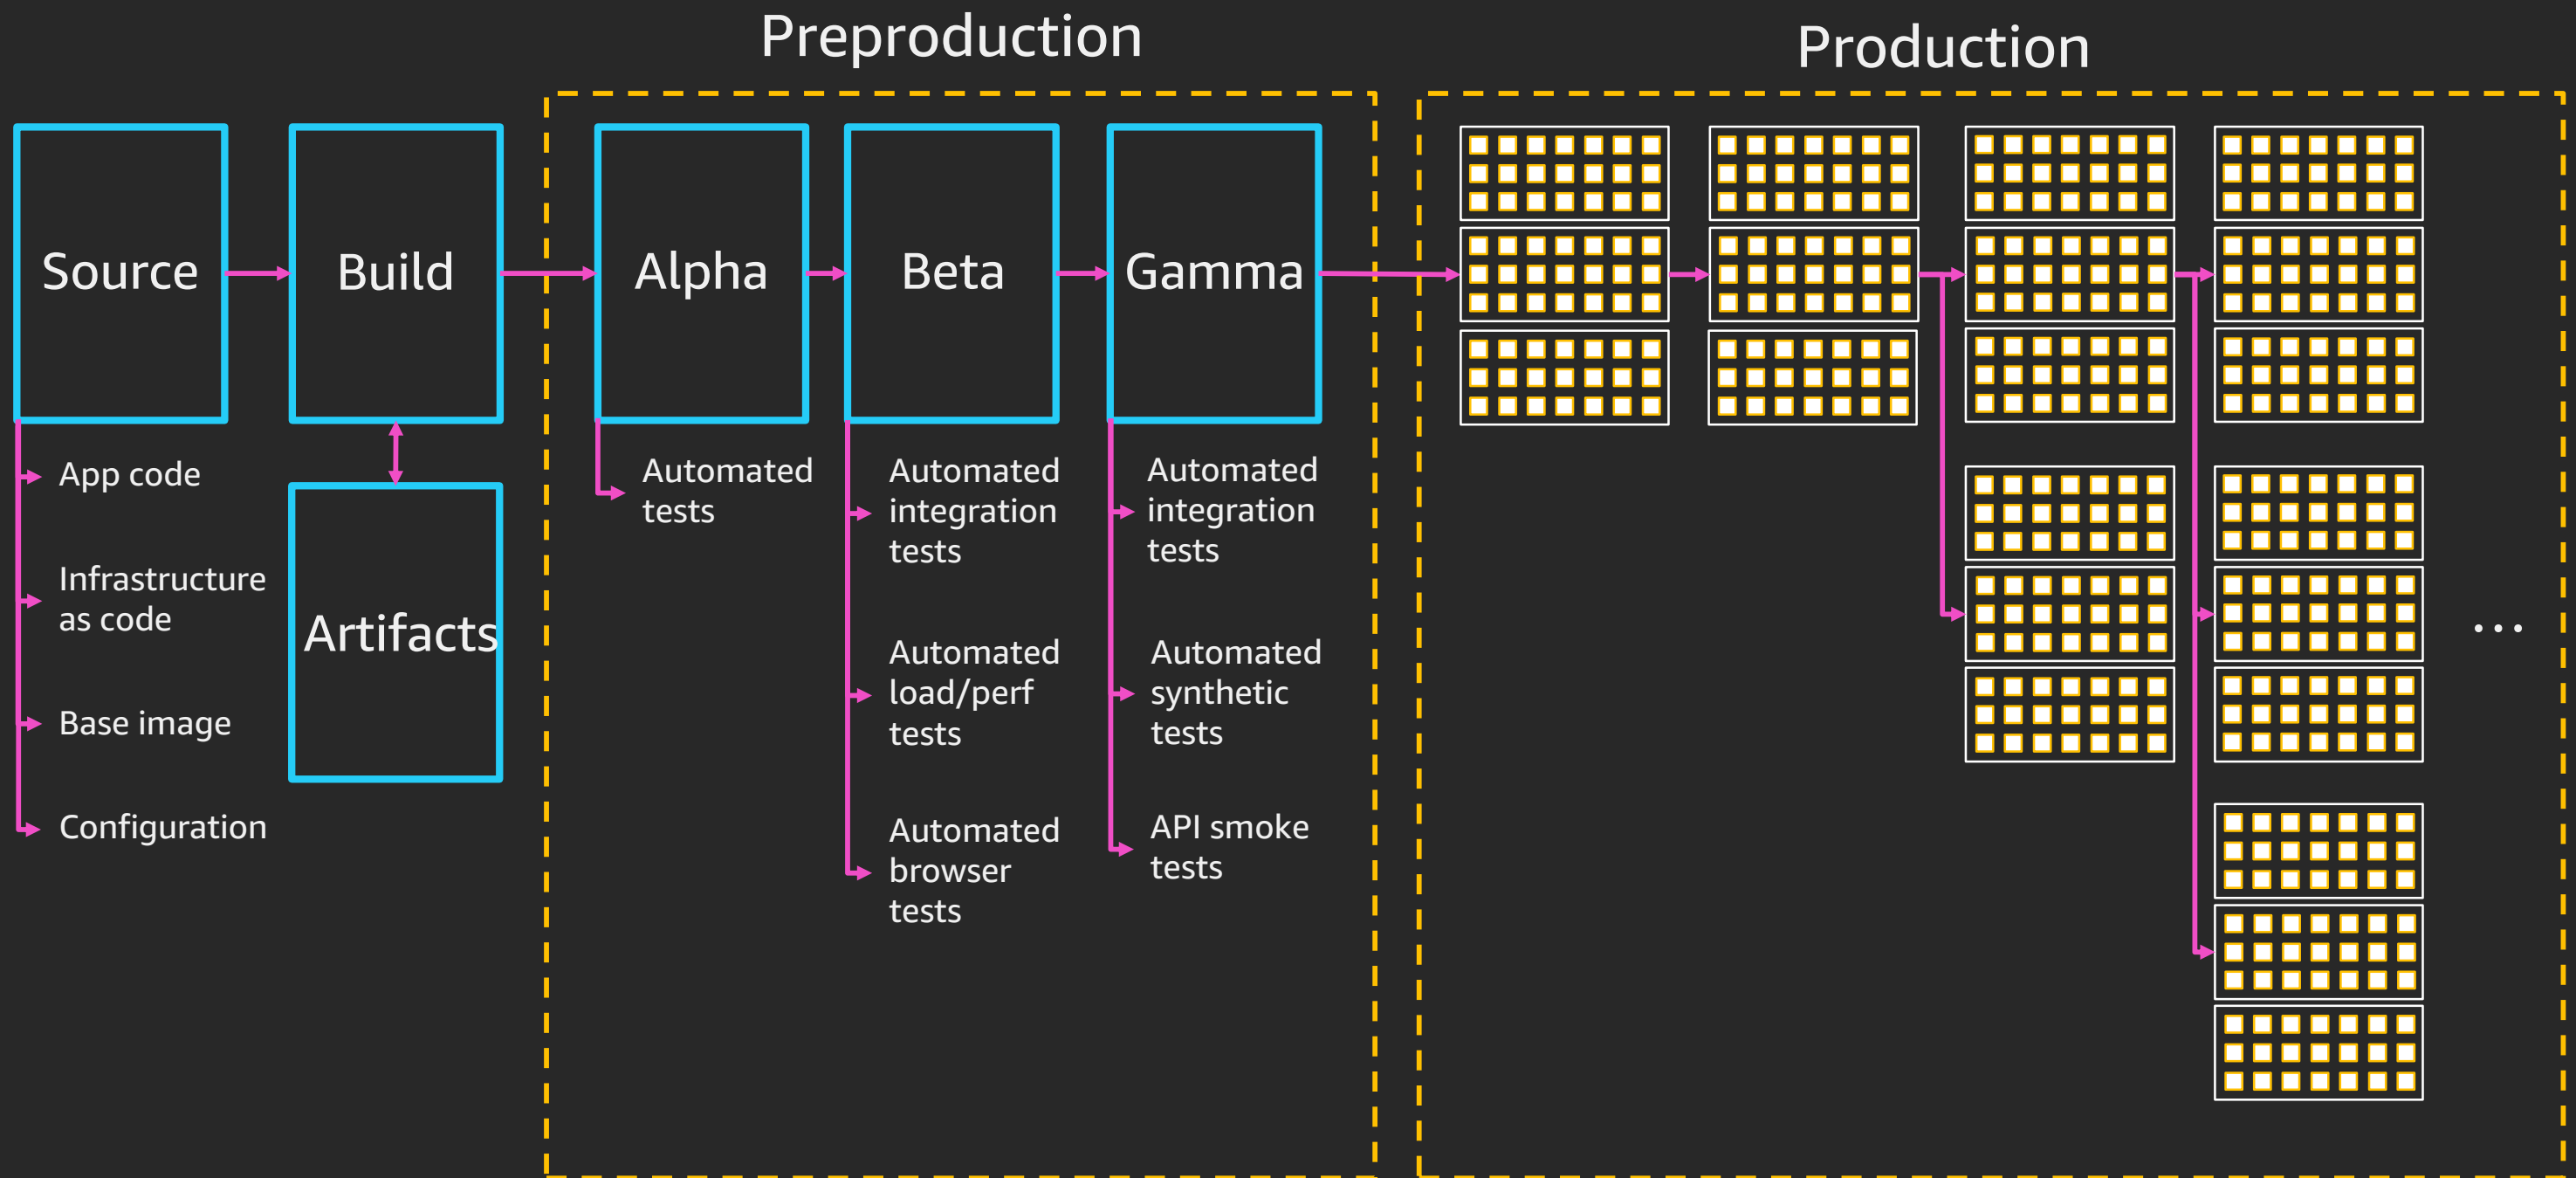 Preproduction
Production
Source
Build
Alpha
Beta
Gamma
App code
Infrastructure
as code
Base image
Configuration
Artifacts
Automated
tests
Automated
integration
tests
Automated
load/perf
tests
Automated
browser
tests
Automated
integration
tests
Automated
synthetic
tests
API smoke
tests
...